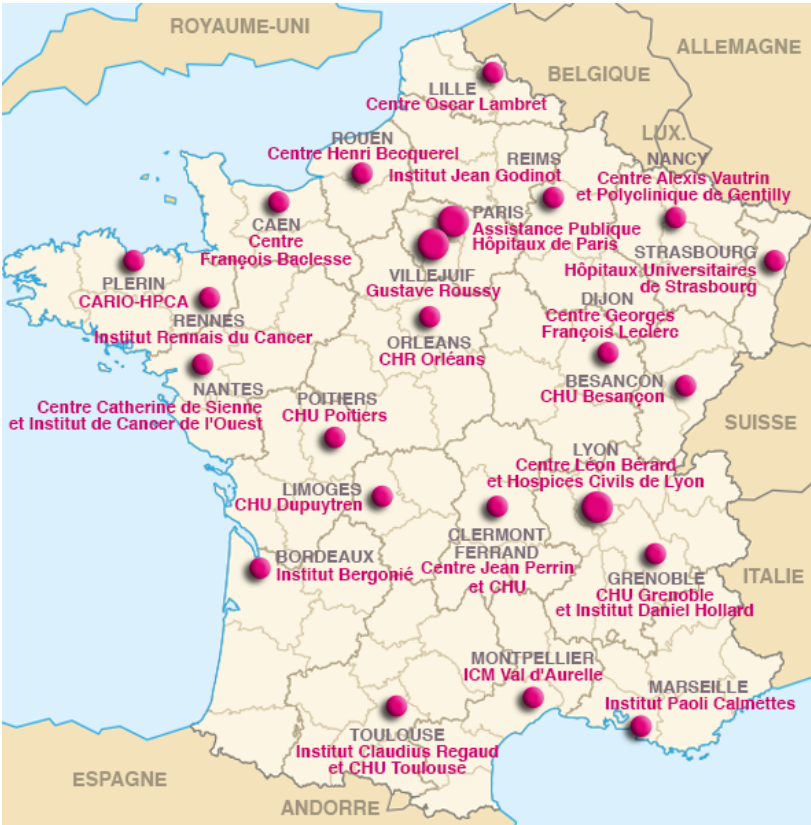 ROYAUME-UNI
ALLEMAGNE
BELGIQUE
LILLE
Centre Oscar Lambret
LUX.
ROUEN
Centre Henri Becquerel
REIMS
Institut Jean Godinot
NANCY
Centre Alexis Vautrin
et Polyclinique de Gentilly
CAEN
Centre
François Baclesse
PARIS
Assistance Publique
Hôpitaux de Paris
STRASBOURG
Hôpitaux Universitaires
de Strasbourg
VILLEJUIF
Gustave Roussy
PLERIN
CARIO-HPCA
RENNES
Institut Rennais du Cancer
DIJON
Centre Georges
François Leclerc
ORLEANS
CHR Orléans
NANTES
Centre Catherine de Sienne
et Institut de Cancer de l'Ouest
POITIERS
CHU Poitiers
BESANCON
CHU Besançon
SUISSE
LYON
Centre Léon Bérard
et Hospices Civils de Lyon
LIMOGES
CHU Dupuytren
CLERMONT
FERRAND
Centre Jean Perrin
et CHU
BORDEAUX
Institut Bergonié
GRENOBLE
CHU Grenoble
et Institut Daniel Hollard
ITALIE
MONTPELLIER
ICM Val d'Aurelle
MARSEILLE
Institut Paoli Calmettes
TOULOUSE
Institut Claudius Regaud
et CHU Toulouse
ESPAGNE
ANDORRE